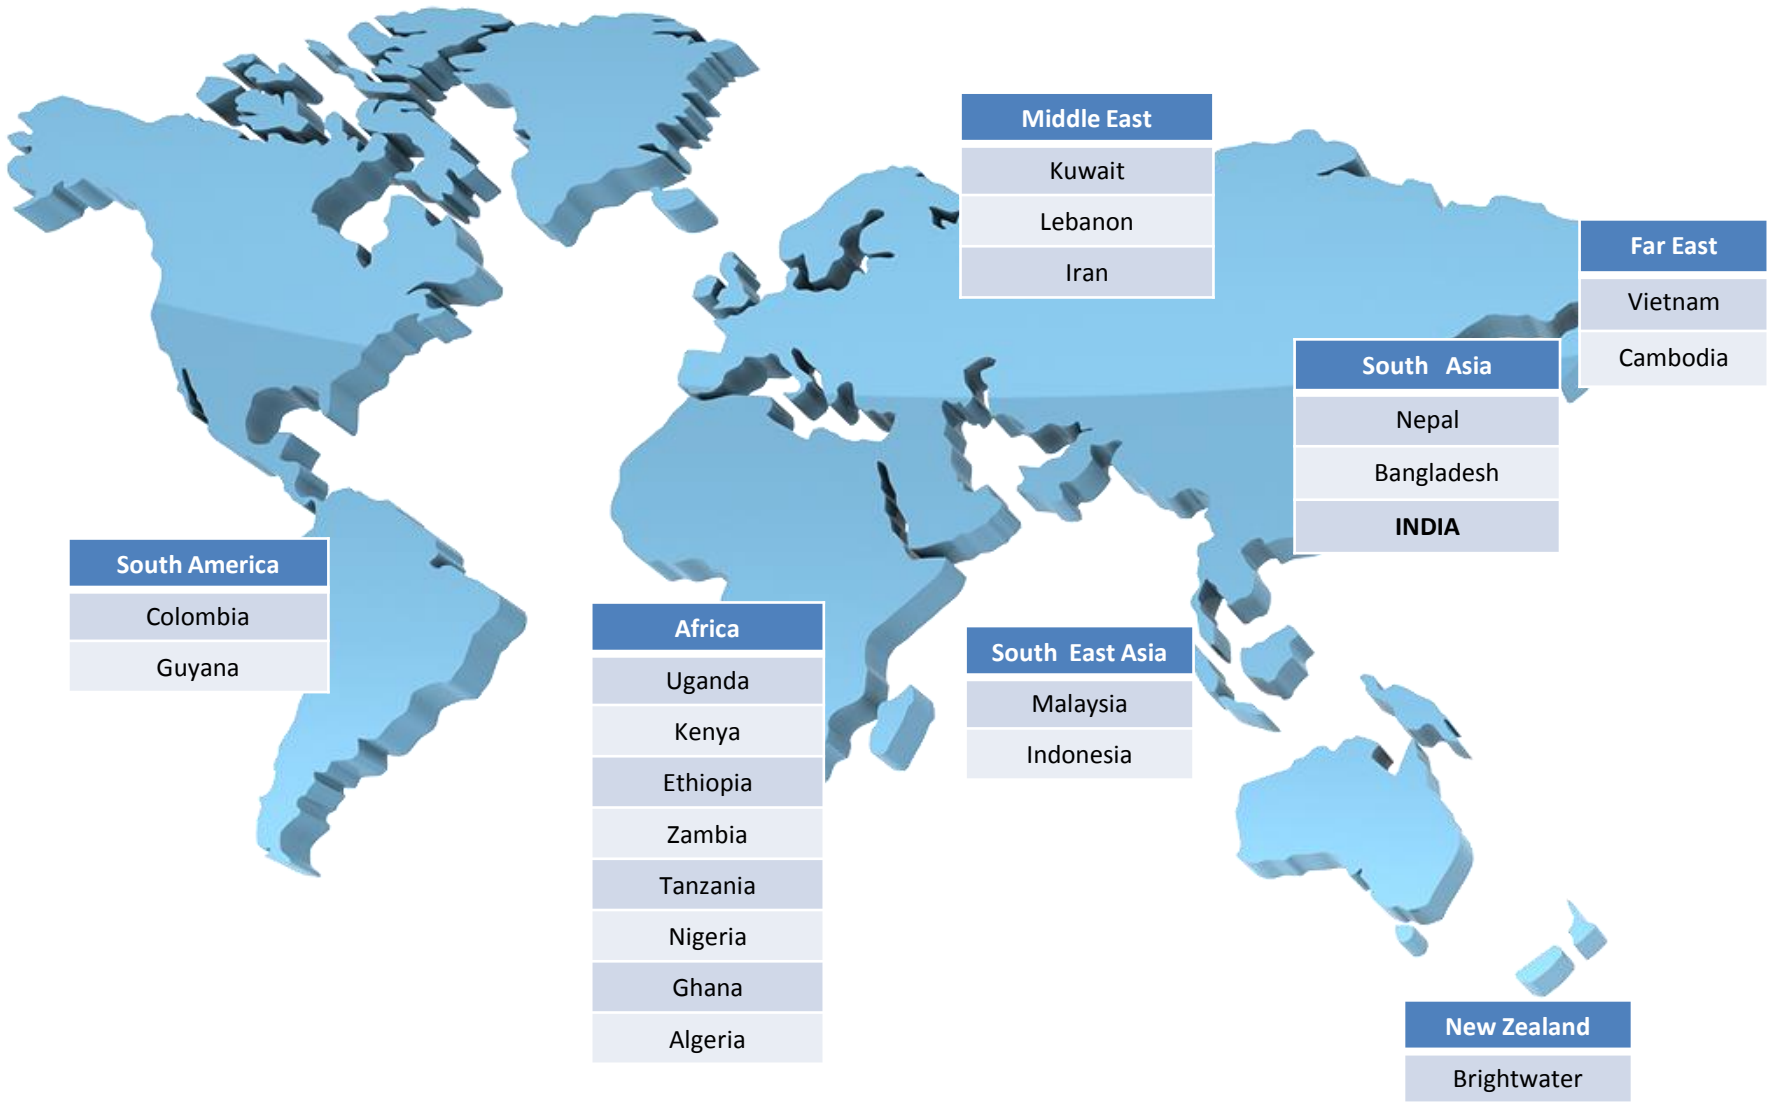 Middle East
Kuwait
Lebanon
Iran
Far East
Vietnam
Cambodia
South Asia
Nepal
Bangladesh
INDIA
South America
Colombia
Guyana
Africa
Uganda
Kenya
Ethiopia
Zambia
Tanzania
Nigeria
Ghana
Algeria
South East Asia
Malaysia
Indonesia
New Zealand
Brightwater